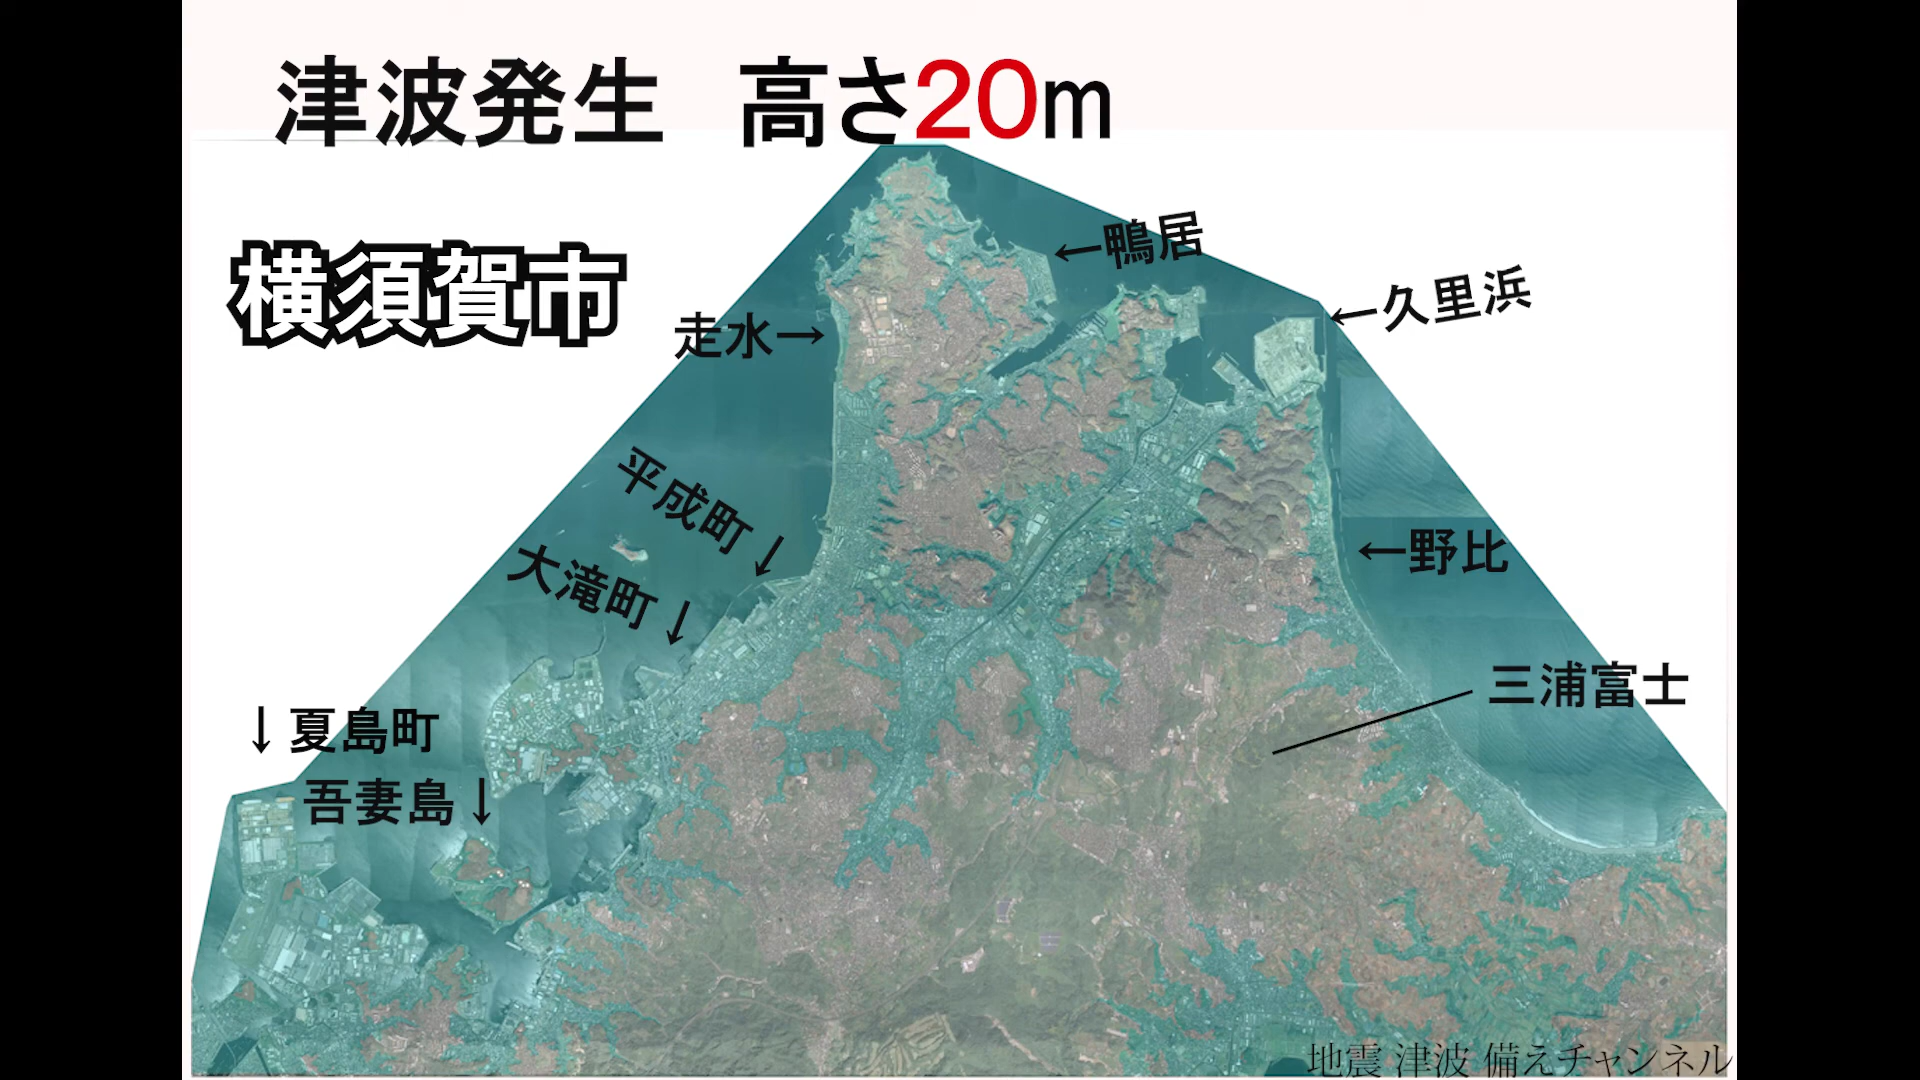 津波発生 高さ20m
横須賀市
←鴨居
←久里浜
走水→
平成町↓
大滝町↓
←野比
三浦富士
↓夏島町
吾妻島↓
地震 津波 備えチャンネル